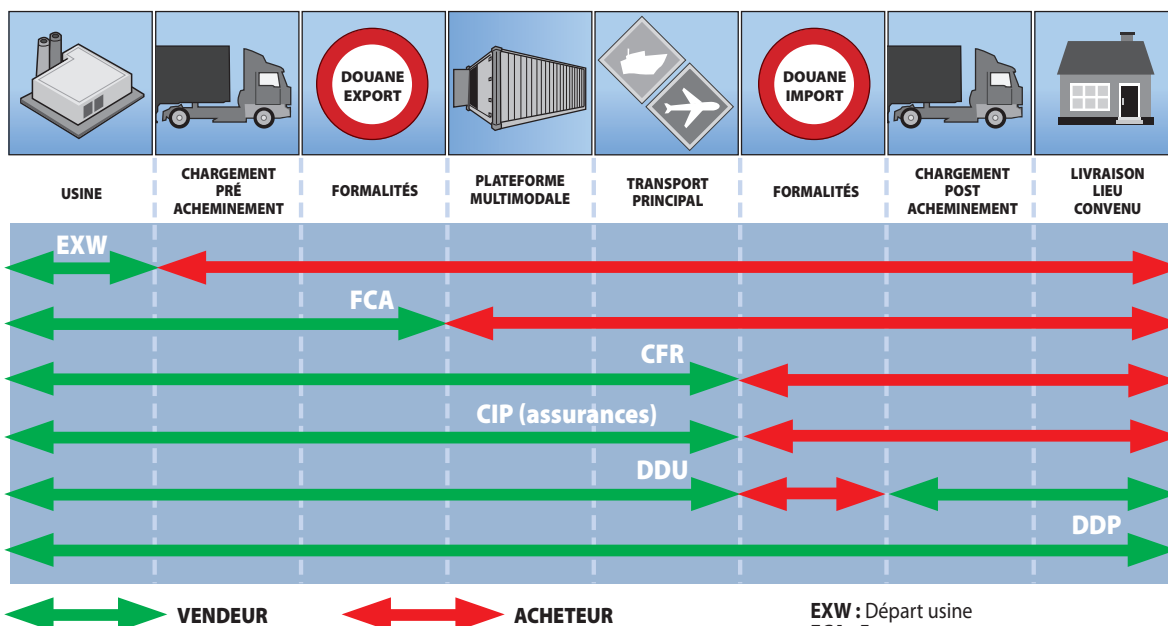 DOUANE
EXPORT
DOUANE
IMPORT
USINE
CHARGEMENT
PRÉ
ACHEMINEMENT
FORMALITÉS
PLATEFORME
MULTIMODALE
TRANSPORT
PRINCIPAL
FORMALITÉS
CHARGEMENT
POST
ACHEMINEMENT
LIVRAISON
LIEU
CONVENU
EXW
FCA
CFR
CIP (assurances)
DDU
DDP
VENDEUR
ACHETEUR
EXW : Départ usine